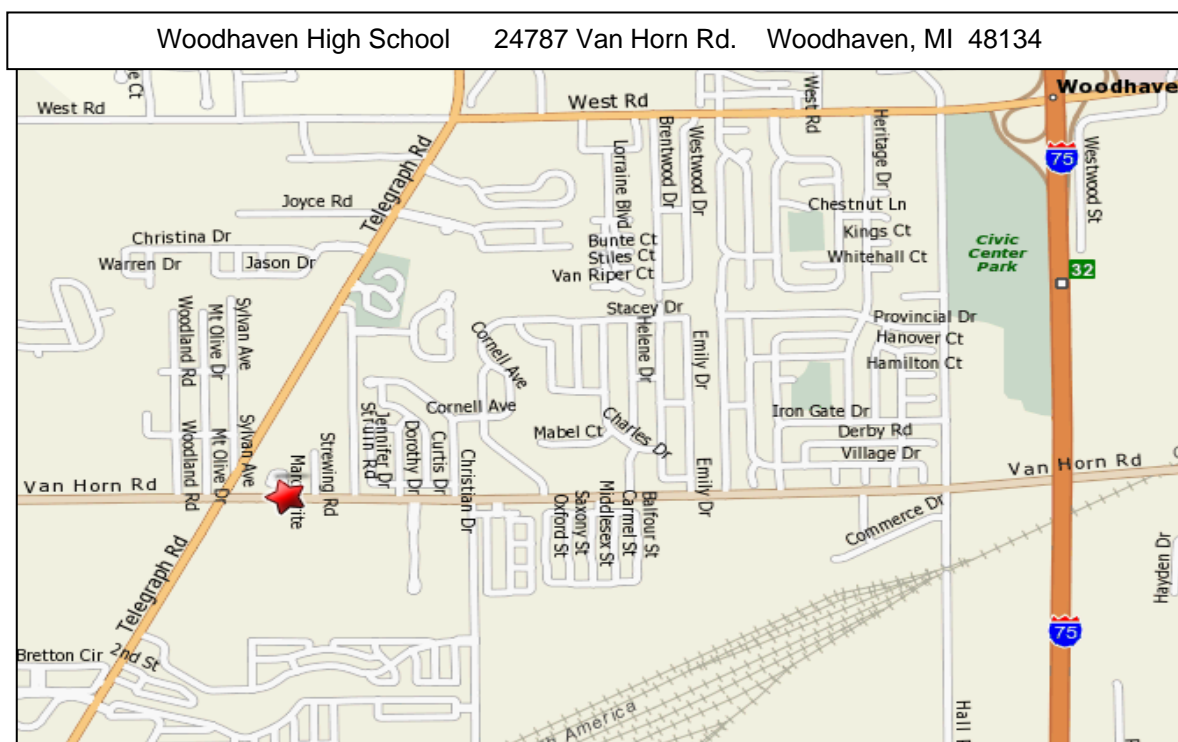 Woodhaven High School 24787 Van Horn Rd. Woodhaven, MI 48134
West Rd
Telegraph Rd
West Rd
West Rd
Woodhave
75
Lorraine Blvd
Brentwood Dr
Westwood Dr
Heritage Dr
Westwood St
Joyce Rd
Chestnut Ln
Christina Dr
Kings Ct
Bunte Ct
Civic
Center
Park
Warren Dr
Jason Dr
Stiles Ct
Whitehall Ct
Van Riper Ct
32
Stacey Dr
Provincial Dr
Woodland Rd
Mt Olive Dr
Sylvan Ave
Cornell Ave
Helene Dr
Emily Dr
Hanover Ct
Hamilton Ct
Cornell Ave
Iron Gate Dr
Mabel Ct
Charles Dr
Derby Rd
Village Dr
Woodland Rd
Mt Olive Dr
Sylvan Ave
Strewing Rd
Jennifer Dr
Dorothy Dr
Curtis Dr
Christian Dr
Emily Dr
Van Horn Rd
Van Horn Rd
Oxford St
Saxony St
Middlesex St
Carmel St
Balfour St
Commerce Dr
Hayden Dr
Telegraph Rd
75
Bretton Cir
2nd St
America
Hall